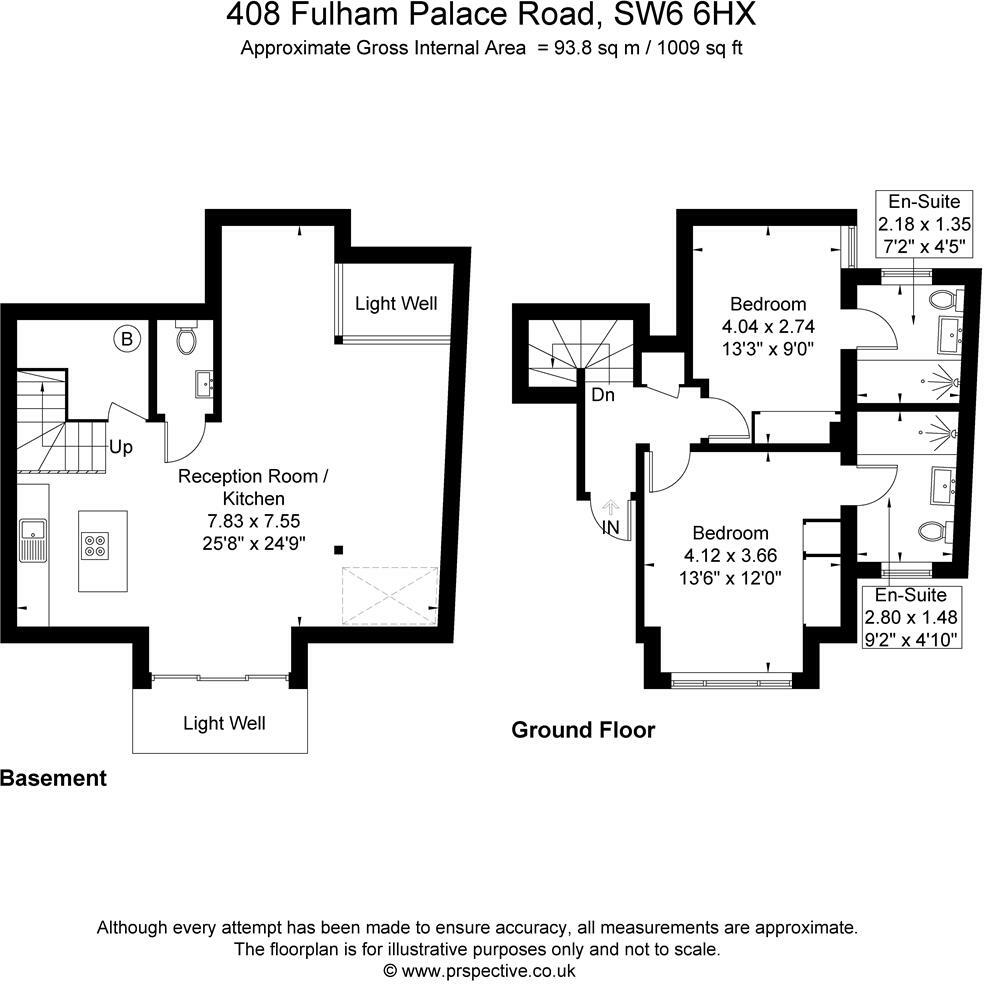 408 Fulham Palace Road, SW6 6HX
Approximate Gross Internal Area = 93.8 sq m / 1009 sq ft
Light Well
B
Up
Reception Room /
Kitchen
7.83 x 7.55
25'8" x 24'9"
Light Well
Basement
En-Suite
2.18 x 1.35
7'2" x 4'5"
Bedroom
4.04 x 2.74
13'3" x 9'0"
Dn
IN
Bedroom
4.12 x 3.66
13'6" x 12'0"
En-Suite
2.80 x 1.48
9'2" x 4'10"
Ground Floor
Although every attempt has been made to ensure accuracy, all measurements are approximate.
The floorplan is for illustrative purposes only and not to scale.
© www.prspective.co.uk